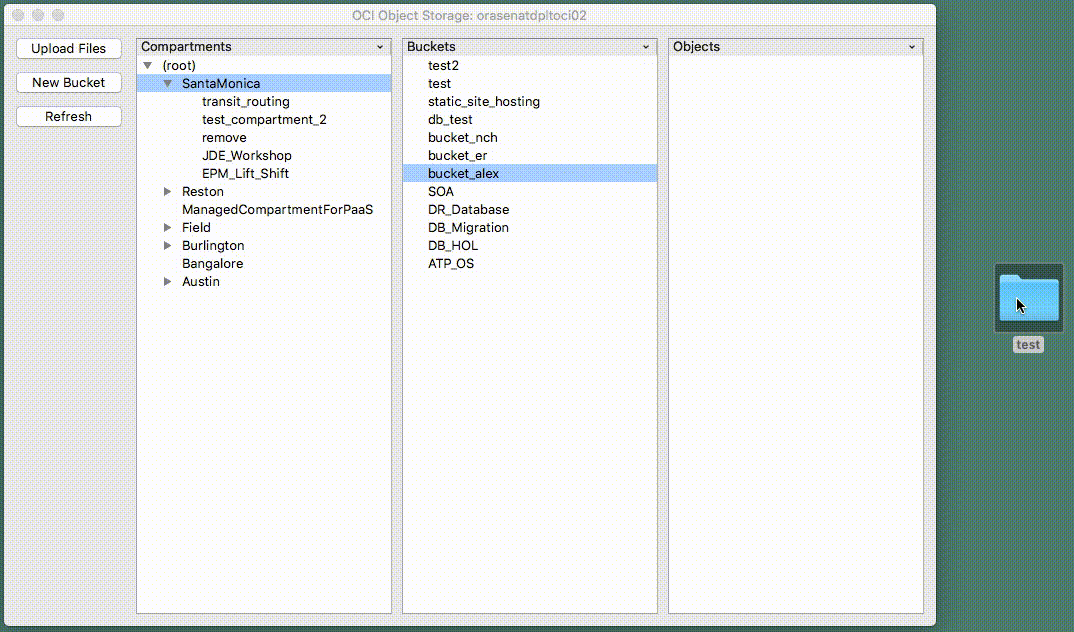 OCI Object Storage: orasenatdpltoci02
Upload Files
New Bucket
Refresh
Compartments
(root)
SantaMonica
transit_routing
test_compartment_2
remove
JDE_Workshop
EPM_Lift_Shift
Reston
ManagedCompartmentForPaaS
Field
Burlington
Bangalore
Austin
Buckets
test2
test
static_site_hosting
db_test
bucket_nch
bucket_er
bucket_alex
SOA
DR_Database
DB_Migration
DB_HOL
ATP_OS
Objects
test